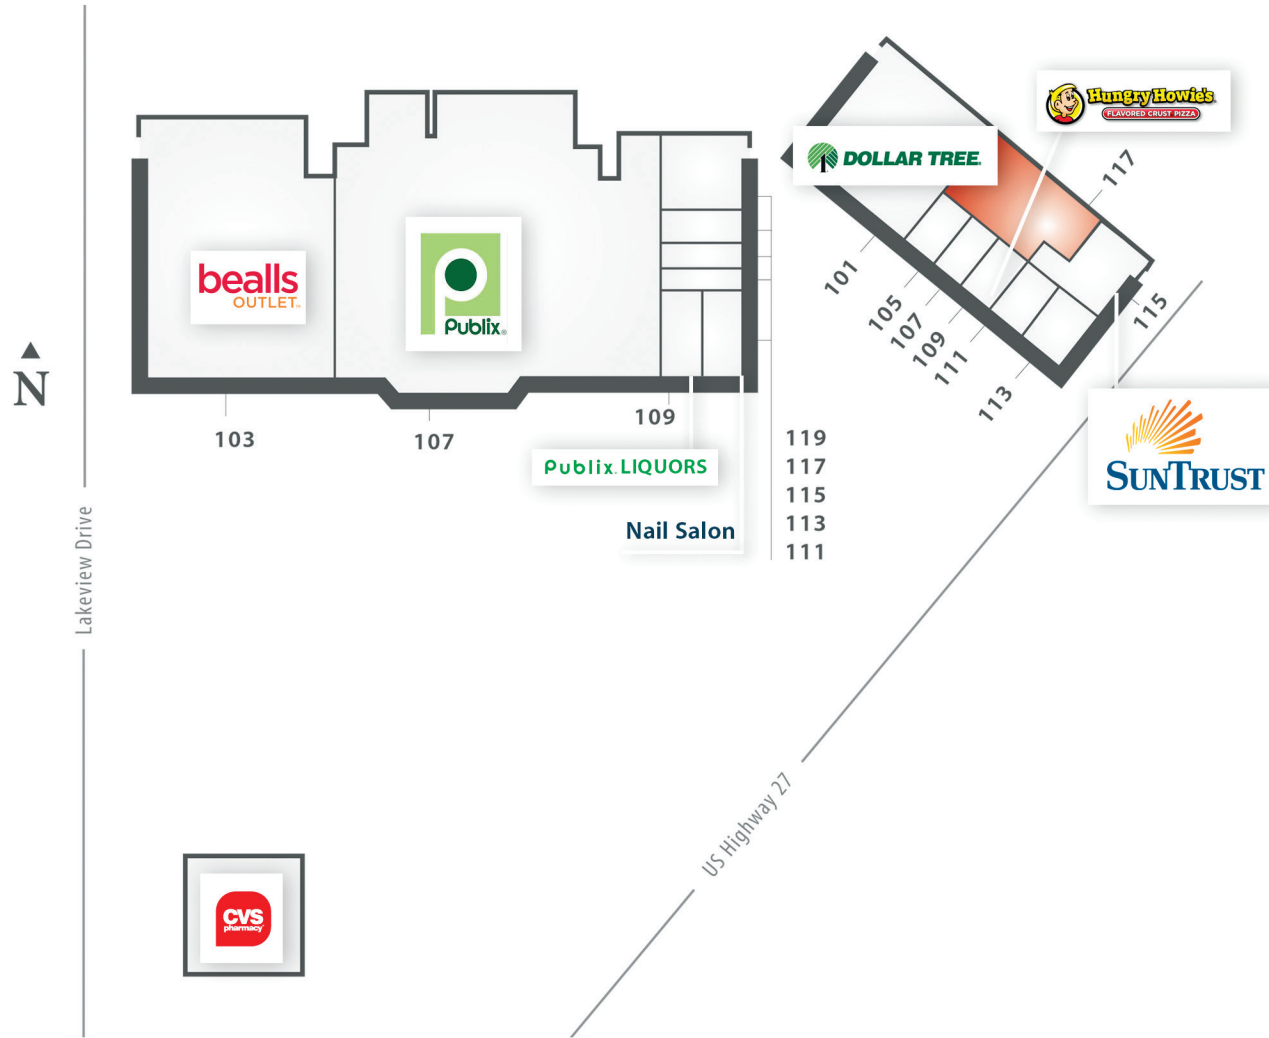 Hungry Howie's
FLAVORED CRUST PIZZA
DOLLAR TREE.
117
bealls
OUTLET
Publix.
101
105
107
109
111
113
115
N
103
107
109
Publix. LIQUORS
Nail Salon
119
117
115
113
111
SUNTRUST
Lakeview Drive
US Highway 27
CVS
pharmacy